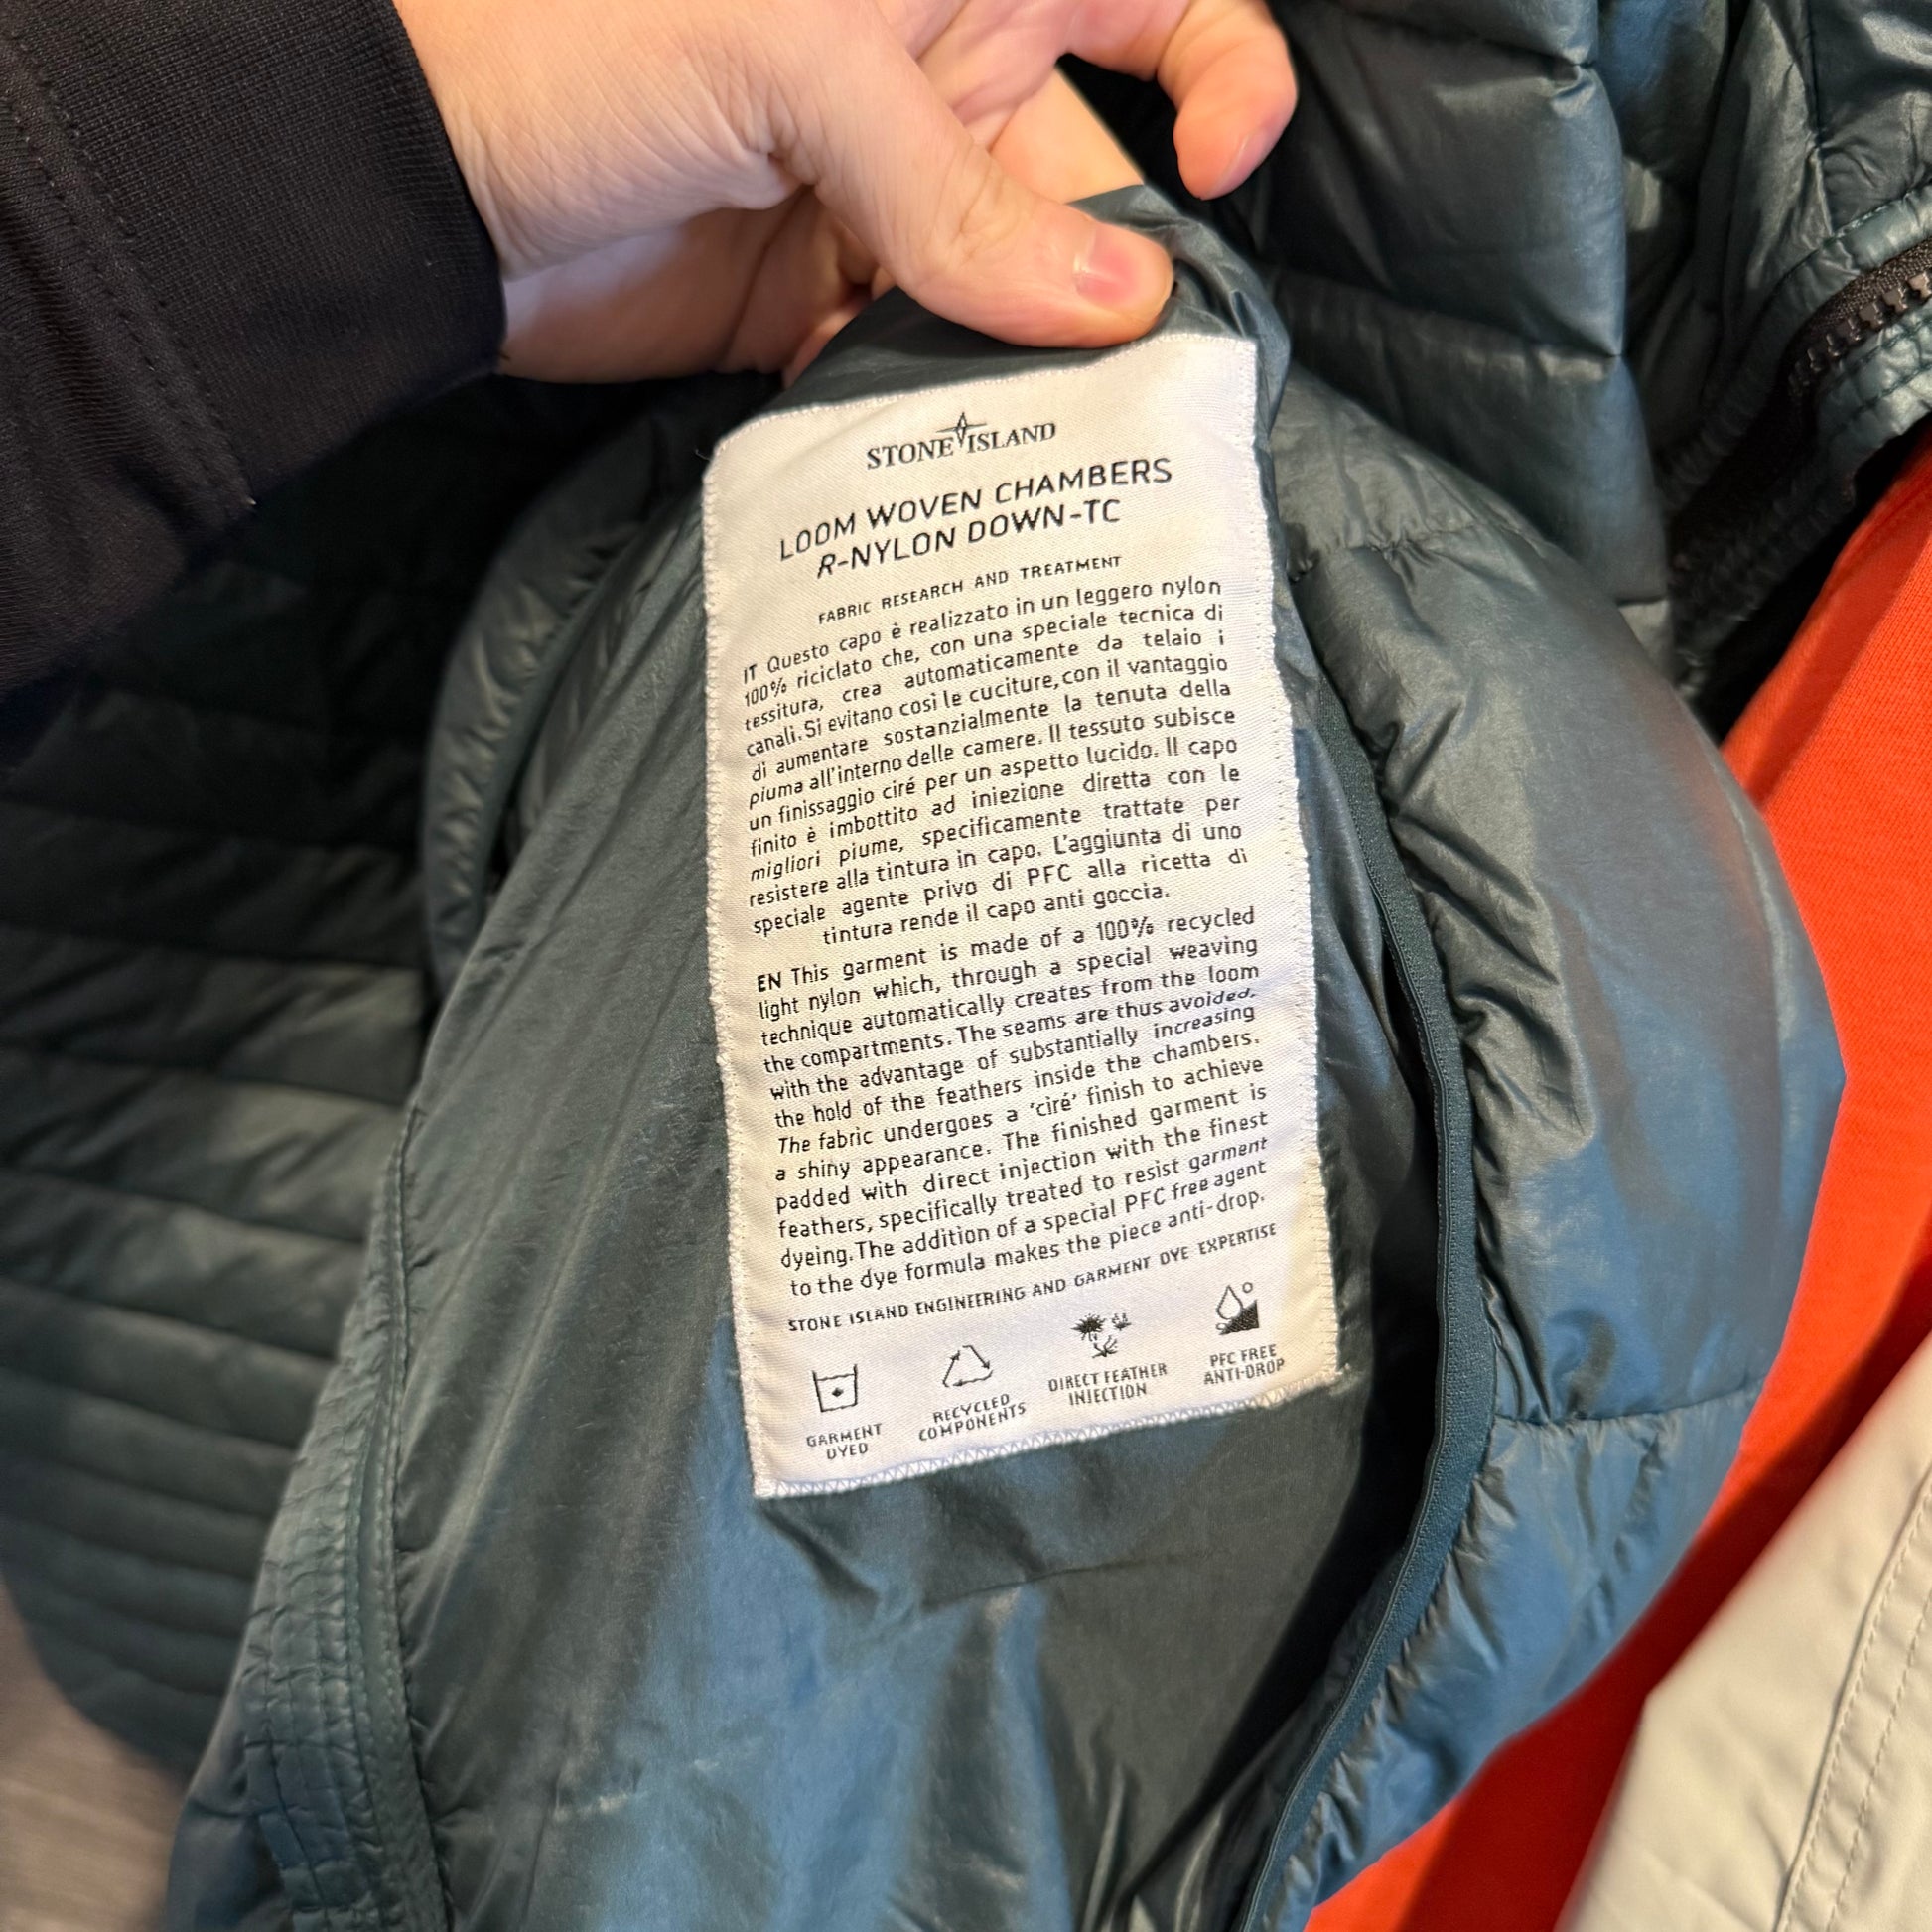 STONE ISLAND
LOOM WOVEN CHAMBERS
R-NYLON DOWN-TC
FABRIC RESEARCH AND TREATMENT
IT Questo capo è realizzato in un leggero nylon
100% riciclato che, con una speciale tecnica di
tessitura, crea automaticamente da telaio i
canali. Si evitano così le cuciture, con il vantaggio
di aumentare sostanzialmente la tenuta della
piuma all'interno delle camere. Il tessuto subisce
un finissaggio ciré per un aspetto lucido. Il capo
finito è imbottito ad iniezione diretta con le
migliori piume, specificamente trattate per
resistere alla tintura in capo. L'aggiunta di uno
speciale agente privo di PFC alla ricetta di
tintura rende il capo anti goccia.
EN This garment is made of a 100% recycled
light nylon which, through a special weaving
technique automatically creates from the loom
the compartments. The seams are thus avoided,
with the advantage of substantially increasing
the hold of the feathers inside the chambers.
The fabric undergoes a 'ciré' finish to achieve
a shiny appearance. The finished garment is
padded with direct injection with the finest
feathers, specifically treated to resist garment
dyeing. The addition of a special PFC free agent
to the dye formula makes the piece anti-drop.
STONE ISLAND ENGINEERING AND GARMENT DYE EXPERTISE
GARMENT
DYED
RECYCLED
COMPONENTS
DIRECT FEATHER
INJECTION
PFC FREE
ANTI-DROP